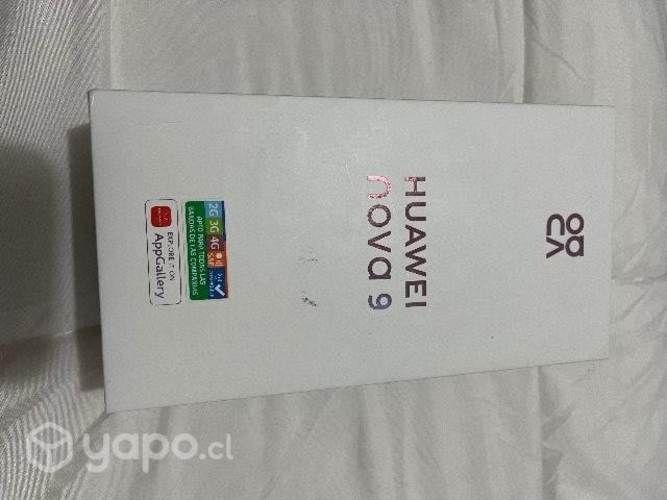 HUAWEI
nova 9
2G 3G 4G
APTO PARA TODAS LAS
BANDAS DE LAS COMPAÑÍAS
EXPLORE IT ON
AppGallery
yapo.cl